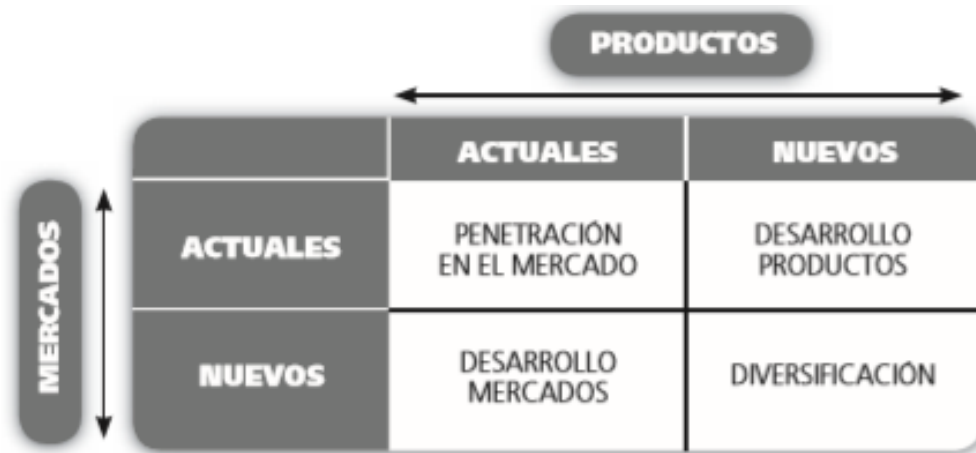 PRODUCTOS
ACTUALES
NUEVOS
MERCADOS
ACTUALES
PENETRACIÓN
EN EL MERCADO
DESARROLLO
PRODUCTOS
NUEVOS
DESARROLLO
MERCADOS
DIVERSIFICACIÓN